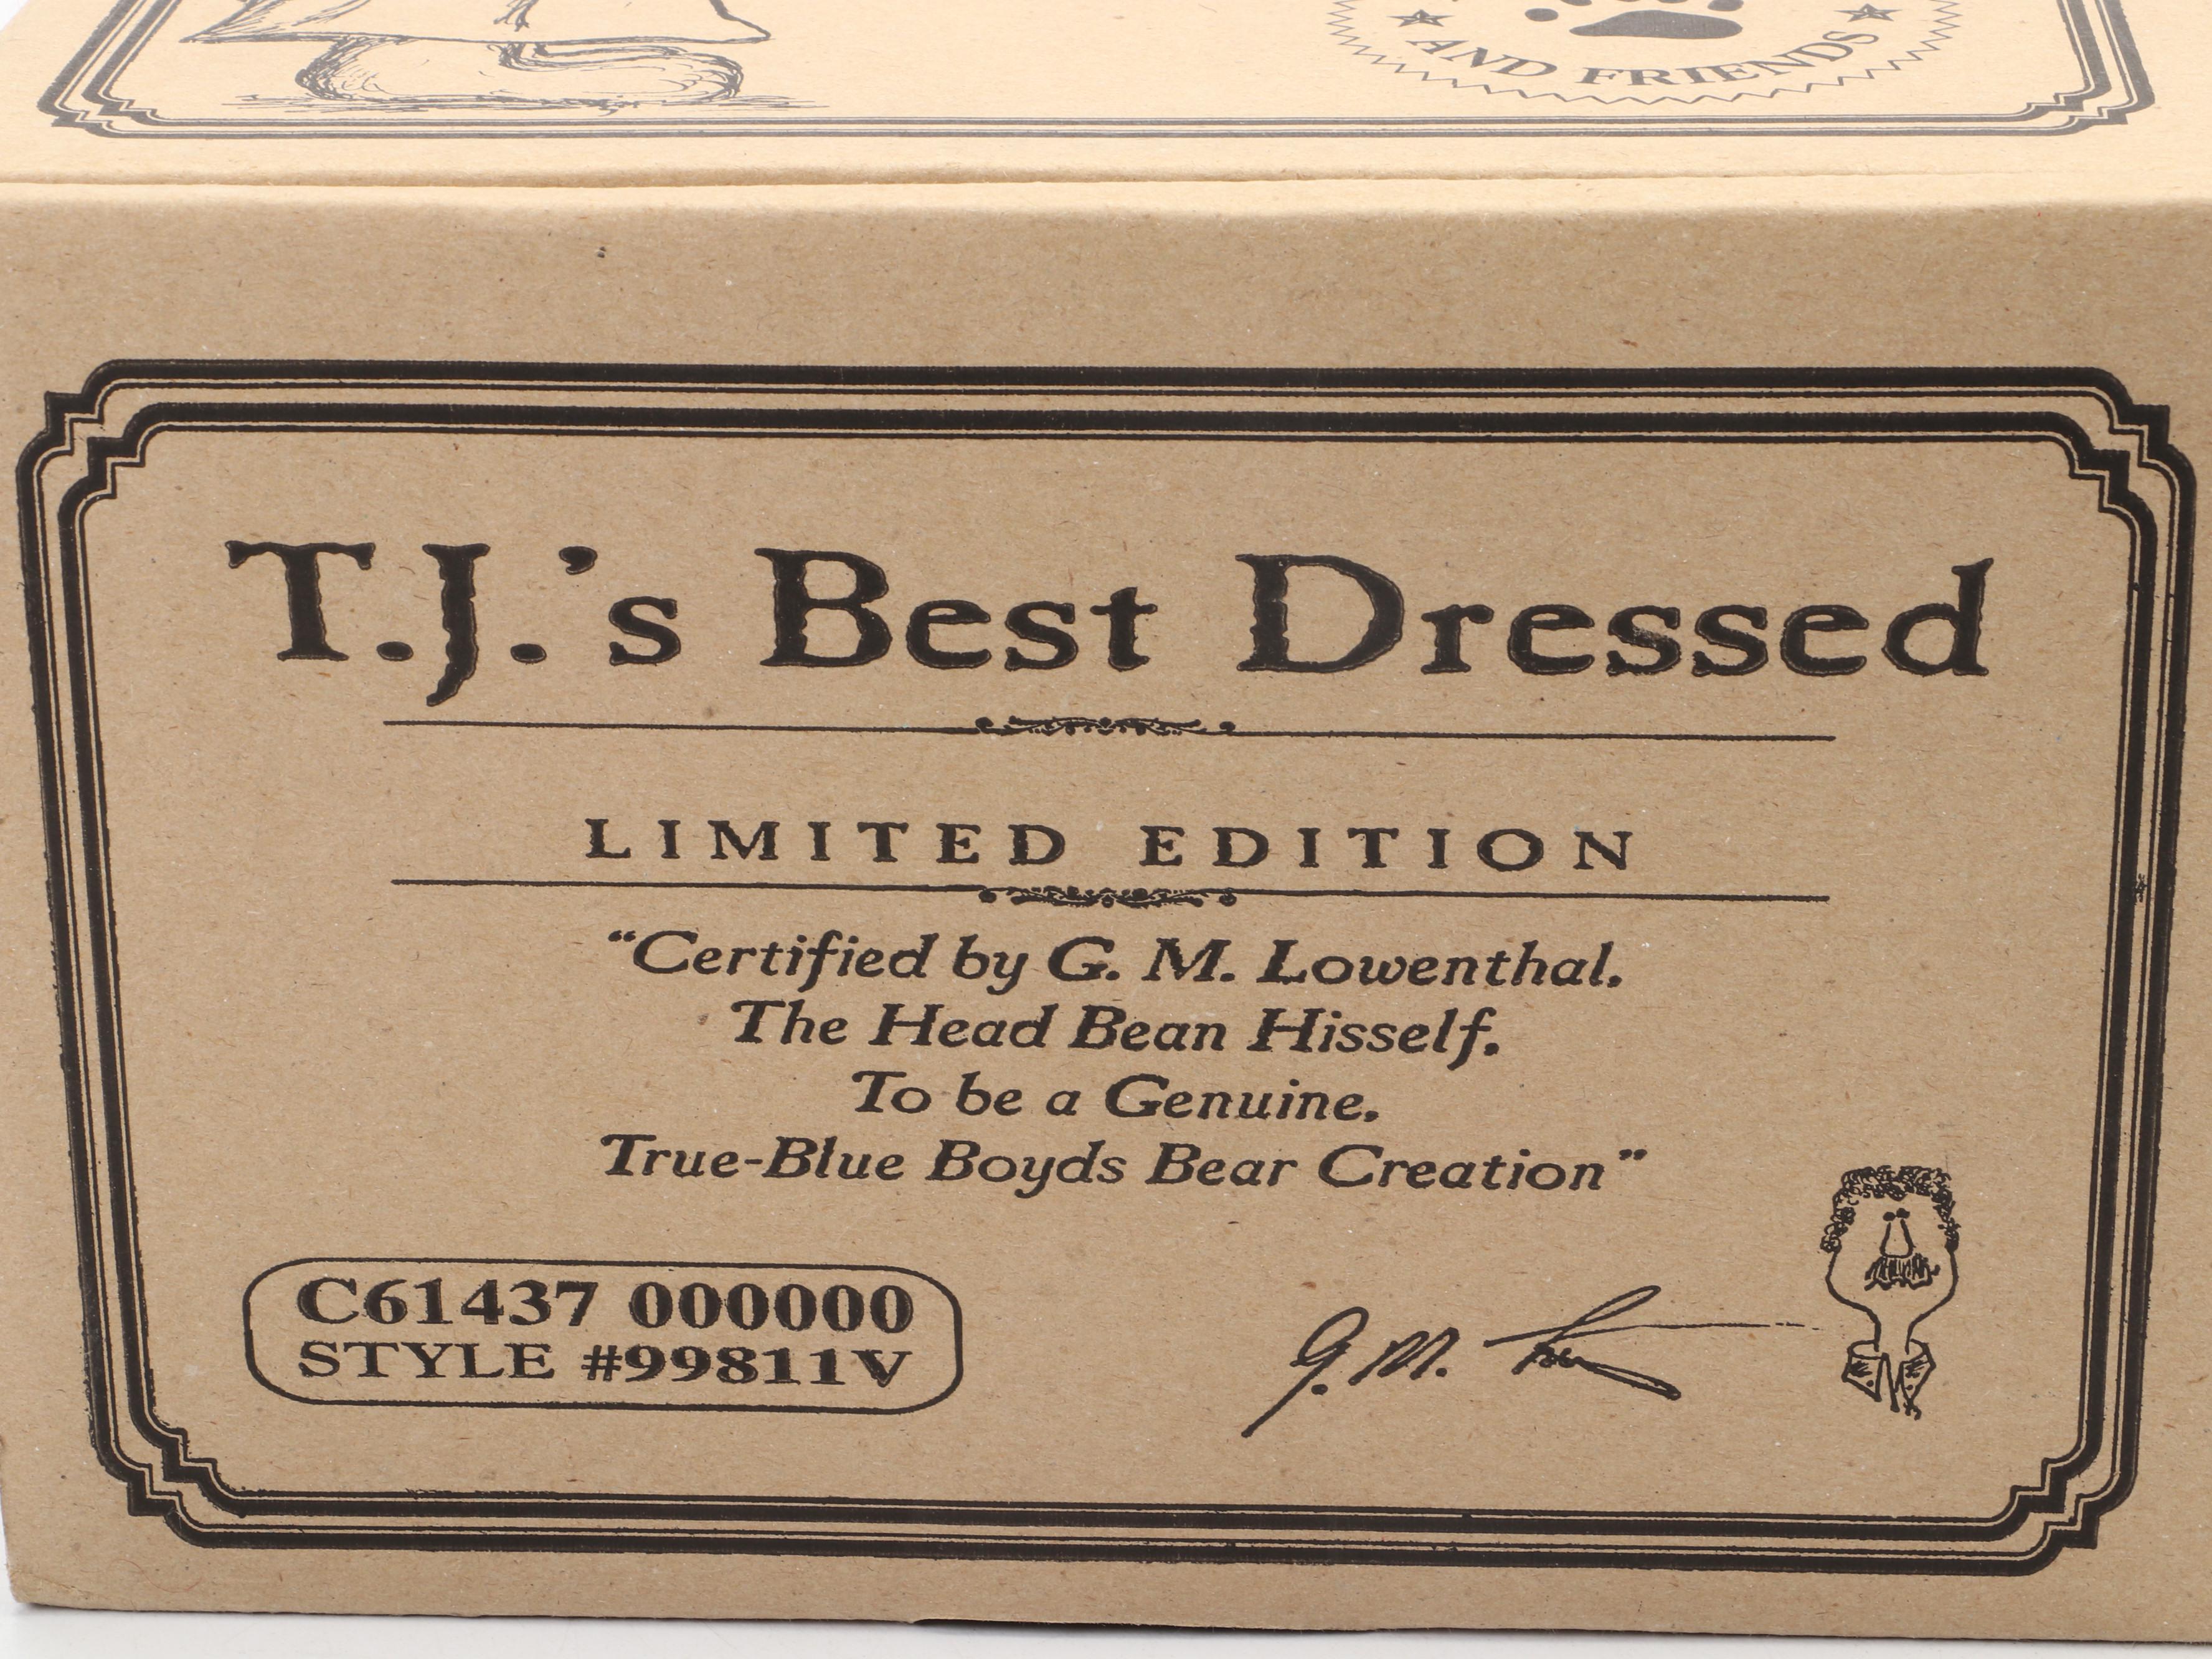 AND FRIENDS
T.J.'s Best Dressed
LIMITED EDITION
"Certified by G. M. Lowenthal.
The Head Bean Hisself.
To be a Genuine.
True-Blue Boyds Bear Creation"
C61437 000000
STYLE #99811V
G. M.